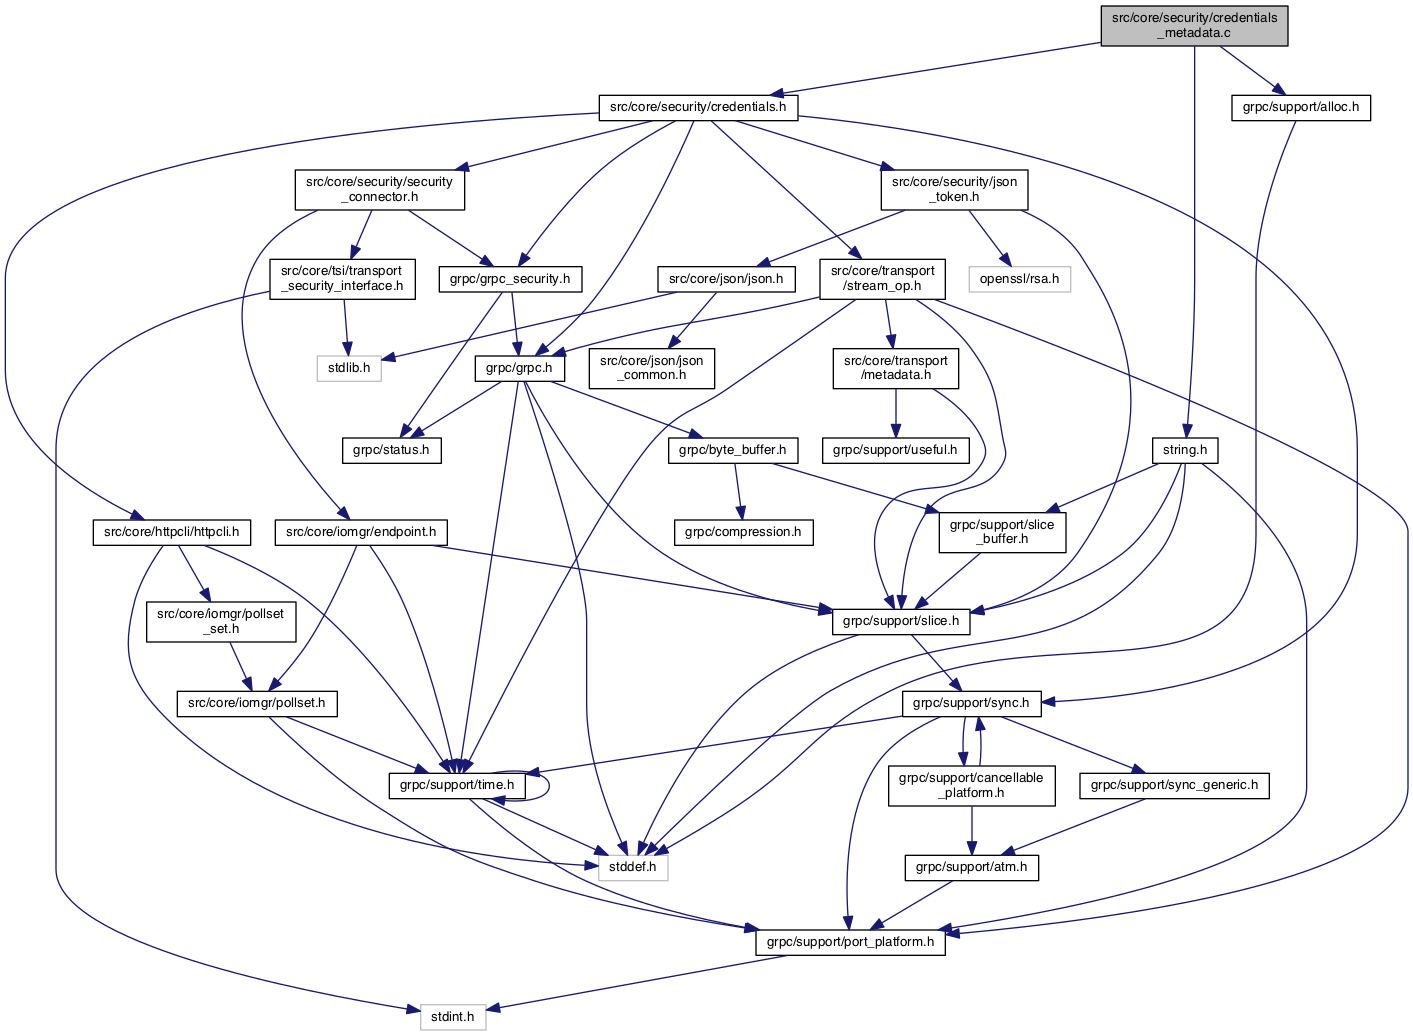 src/core/security/credentials
_metadata.c
src/core/security/credentials.h
grpc/support/alloc.h
src/core/security/security
_connector.h
src/core/security/json
_token.h
src/core/tsi/transport
_security_interface.h
grpc/grpc_security.h
src/core/json/json.h
src/core/transport
/stream_op.h
openssl/rsa.h
stdlib.h
grpc/grpc.h
src/core/json/json
_common.h
src/core/transport
/metadata.h
grpc/status.h
grpc/byte_buffer.h
grpc/support/useful.h
string.h
src/core/httpcli/httpcli.h
src/core/iomgr/endpoint.h
grpc/compression.h
grpc/support/slice
_buffer.h
src/core/iomgr/pollset
_set.h
grpc/support/slice.h
src/core/iomgr/pollset.h
grpc/support/sync.h
grpc/support/time.h
grpc/support/cancellable
_platform.h
grpc/support/sync_generic.h
stddef.h
grpc/support/atm.h
grpc/support/port_platform.h
stdint.h